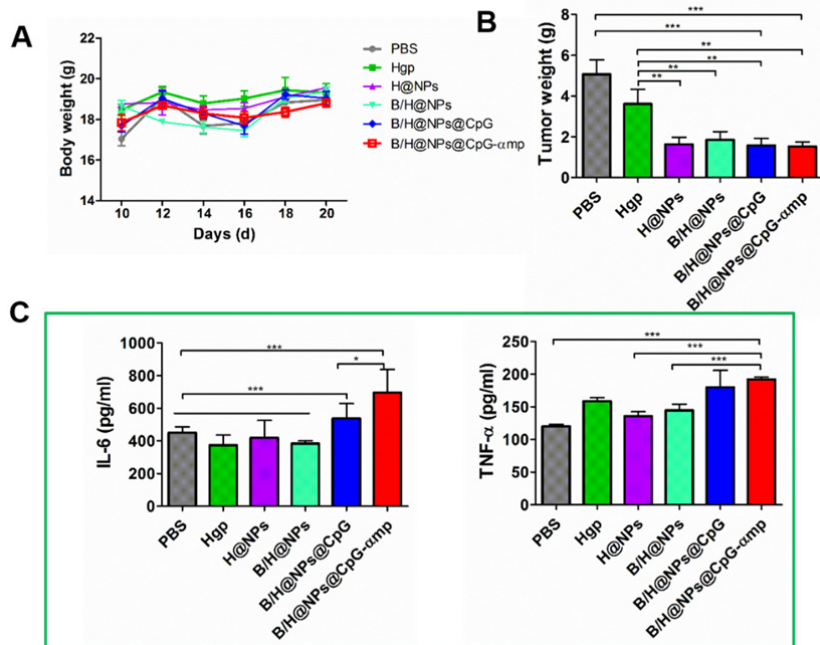 A
Body weight (g)
22
20
18
16
14
10 12 14 16 18 20
Days (d)
PBS
Hgp
H@NPs
B/H@NPs
B/H@NPs@CpG
B/H@NPs@CpG-αmp
B
Tumor weight (g)
8
6
4
2
0
***
***
**
**
**
**
PBS
Hgp
H@NPs
B/H@NPs
B/H@NPs@CpG
B/H@NPs@CpG-αmp
C
IL-6 (pg/ml)
1000
800
600
400
200
0
***
*
***
PBS
Hgp
H@NPs
B/H@NPs
B/H@NPs@CpG
B/H@NPs@CpG-αmp
TNF-α (pg/ml)
250
200
150
100
50
0
***
***
***
PBS
Hgp
H@NPs
B/H@NPs
B/H@NPs@CpG
B/H@NPs@CpG-αmp